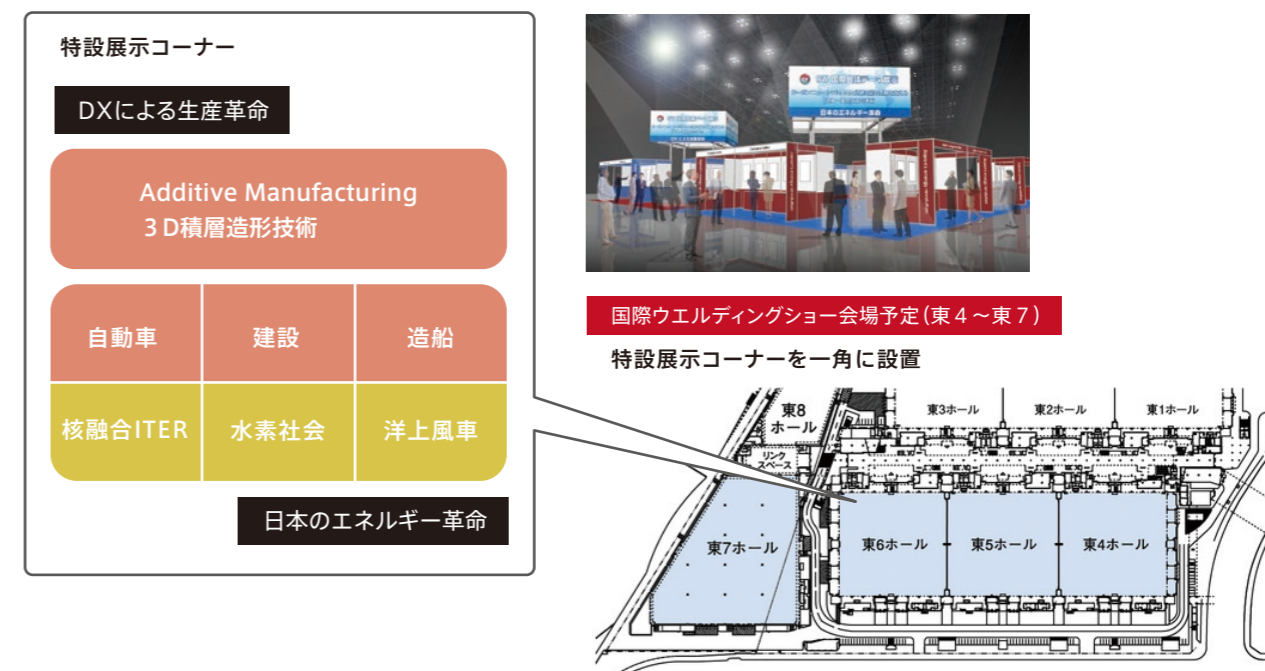 特設展示コーナー
DXによる生産革命
Additive Manufacturing
3D積層造形技術
自動車
建設
造船
核融合ITER
水素社会
洋上風車
日本のエネルギー革命
日本のエネルギー革命
国際ウエルディングショー会場予定(東4~東7)
特設展示コーナーを一角に設置
東8
ホール
東3ホール
東2ホール
東1ホール
リンク
スペース
東7ホール
東6ホール
東5ホール
東4ホール